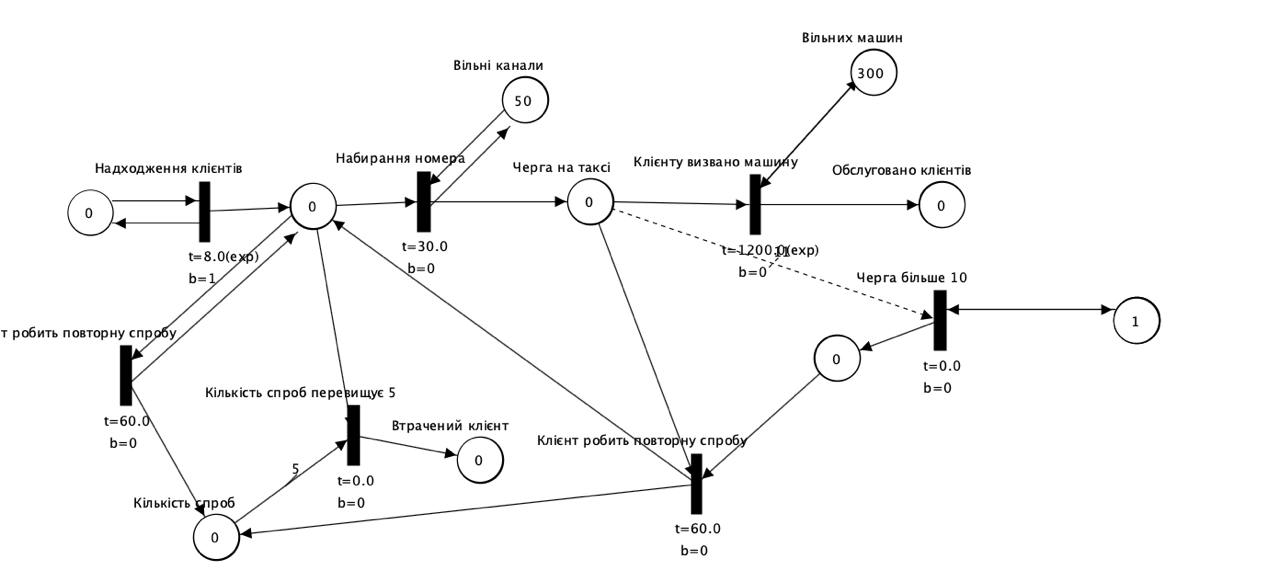 Вільних машин
300
Вільні канали
50
Надходження клієнтів
0
t=8.0(exp)
b=1
0
Набирання номера
t=30.0
b=0
Черга на таксі
0
Клієнту визвано машину
t=1200.0(exp)
b=0
11
Обслуговано клієнтів
0
Черга більше 10
t=0.0
b=0
1
0
т робить повторну спробу
t=60.0
b=0
Кількість спроб перевищує 5
t=0.0
b=0
Втрачений клієнт
0
5
Клієнт робить повторну спробу
t=60.0
b=0
Кількість спроб
0